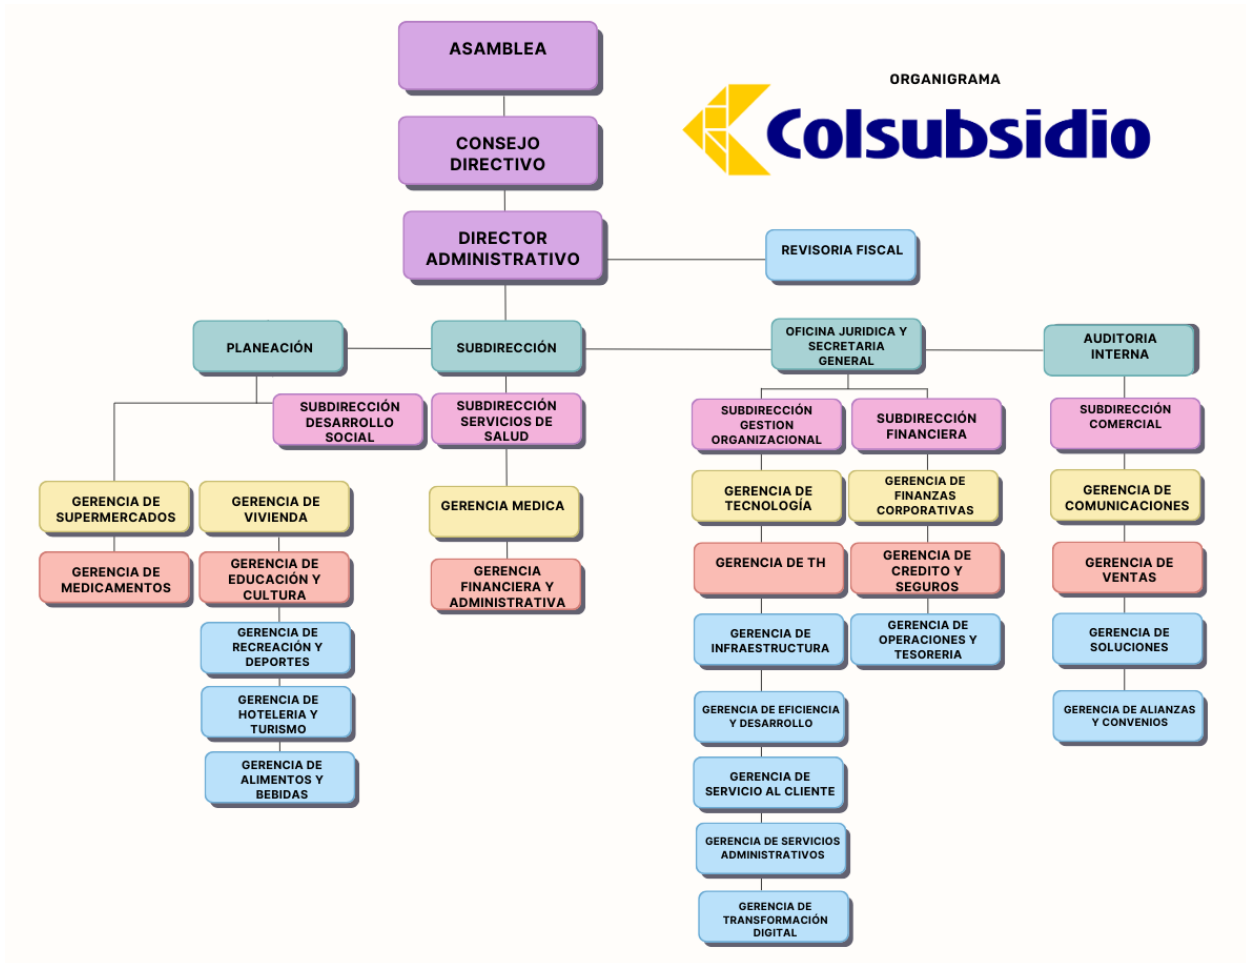 ASAMBLEA
ORGANIGRAMA
Colsubsidio
CONSEJO
DIRECTIVO
DIRECTOR
ADMINISTRATIVO
REVISORIA FISCAL
PLANEACIÓN
SUBDIRECCIÓN
OFICINA JURIDICA Y
SECRETARIA
GENERAL
AUDITORIA
INTERNA
SUBDIRECCIÓN
DESARROLLO
SOCIAL
SUBDIRECCIÓN
SERVICIOS DE
SALUD
SUBDIRECCIÓN
GESTION
ORGANIZACIONAL
SUBDIRECCIÓN
FINANCIERA
SUBDIRECCIÓN
COMERCIAL
GERENCIA DE
SUPERMERCADOS
GERENCIA DE
VIVIENDA
GERENCIA MEDICA
GERENCIA DE
TECNOLOGÍA
GERENCIA DE
FINANZAS
CORPORATIVAS
GERENCIA DE
COMUNICACIONES
GERENCIA DE
MEDICAMENTOS
GERENCIA DE
EDUCACIÓN Y
CULTURA
GERENCIA
FINANCIERA Y
ADMINISTRATIVA
GERENCIA DE TH
GERENCIA DE
CREDITO Y
SEGUROS
GERENCIA DE
VENTAS
GERENCIA DE
RECREACIÓN Y
DEPORTES
GERENCIA DE
INFRAESTRUCTURA
GERENCIA DE
OPERACIONES Y
TESORERIA
GERENCIA DE
SOLUCIONES
GERENCIA DE
HOTELERIA Y
TURISMO
GERENCIA DE EFICIENCIA
Y DESARROLLO
GERENCIA DE ALIANZAS
Y CONVENIOS
GERENCIA DE
ALIMENTOS Y
BEBIDAS
GERENCIA DE
SERVICIO AL CLIENTE
GERENCIA DE SERVICIOS
ADMINISTRATIVOS
GERENCIA DE
TRANSFORMACIÓN
DIGITAL